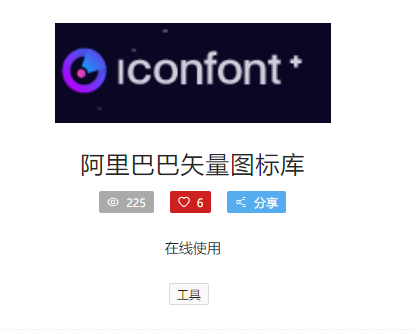 iconfont+
阿里巴巴矢量图标库
225 6 分享
在线使用
工具